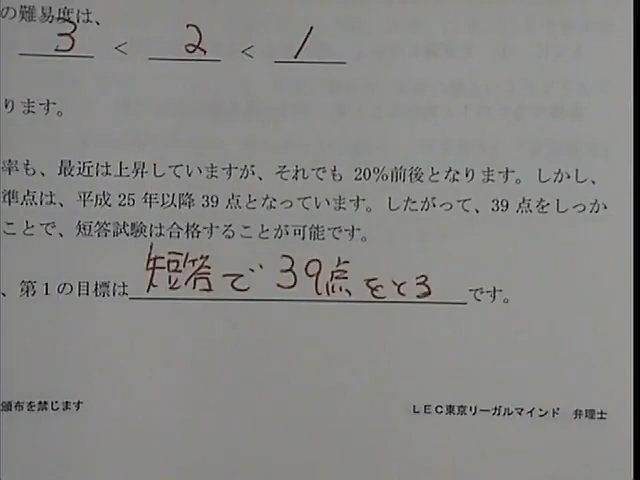 の難易度は、
3 < 2 < 1
ります。
率も、最近は上昇していますが、それでも 20%前後となります。しかし、
準点は、平成 25 年以降 39 点となっています。したがって、39 点をしっか
ことで、短答試験は合格することが可能です。
、第1の目標は短答で39点をとるです。
頒布を禁じます
LEC東京リーガルマインド 弁理士